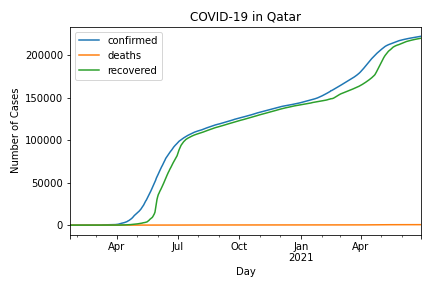 COVID-19 in Qatar
confirmed
deaths
recovered
200000
150000
100000
50000
0
Number of Cases
Apr
Jul
Oct
Jan
2021
Apr
Day